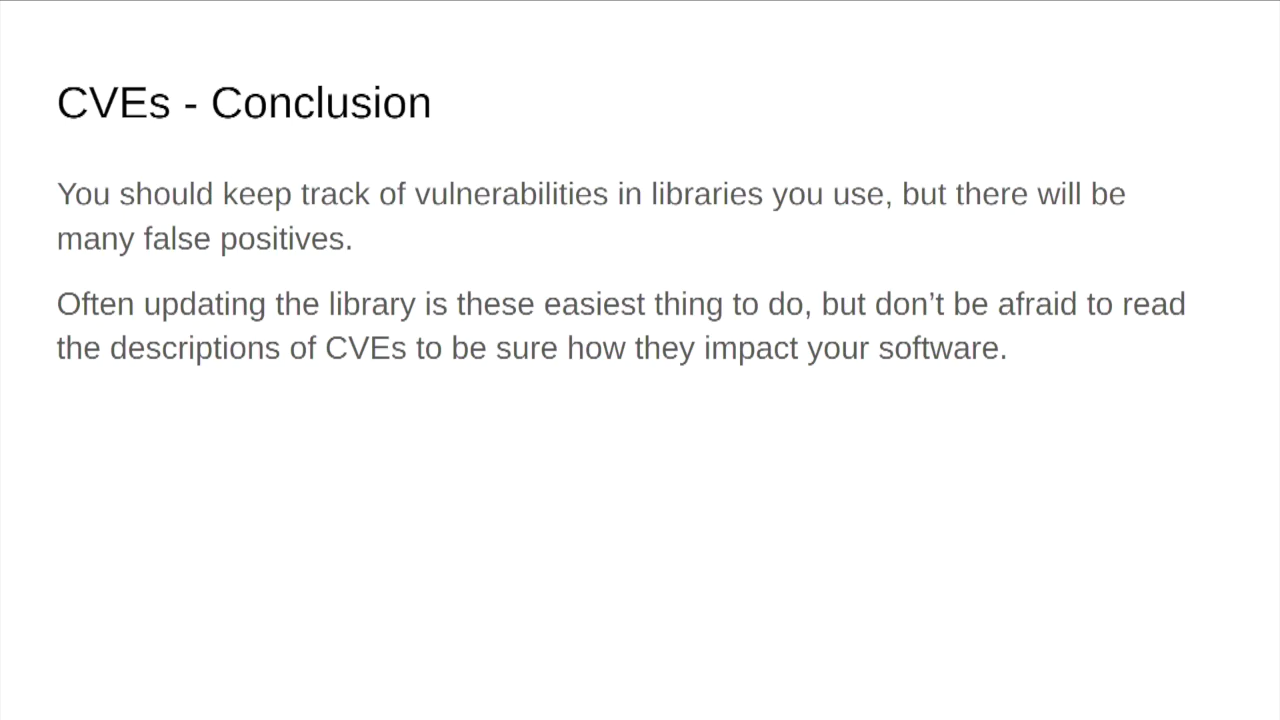 CVEs - Conclusion
You should keep track of vulnerabilities in libraries you use, but there will be
many false positives.
Often updating the library is these easiest thing to do, but don’t be afraid to read
the descriptions of CVEs to be sure how they impact your software.